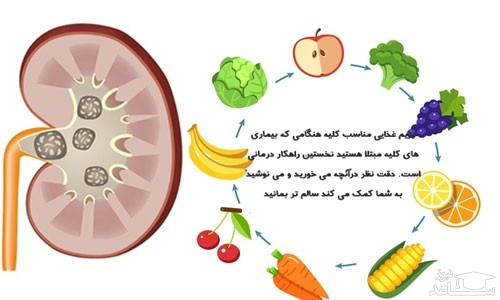 رژیم غذایی مناسب کلیه هنگامی که بیماری
های کلیه مبتلا هستید نخستین راهکار درمانی
است. دقت نظر درآنچه می خورید و می نوشید
به شما کمک می کند سالم تر بمانید